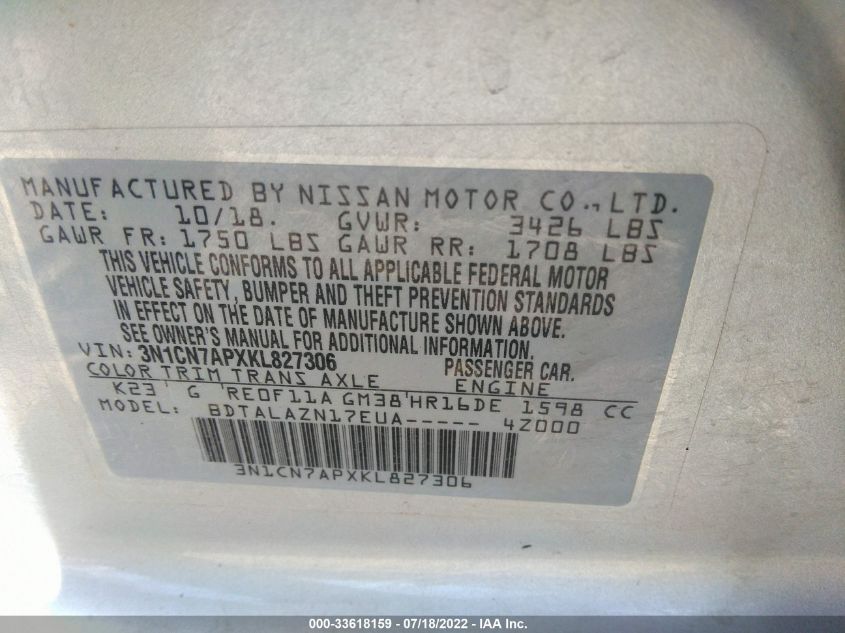 MANUFACTURED BY NISSAN MOTOR CO., LTD.
DATE: 10/18. GVWR: 3426 LBS
GAWR FR: 1750 LBS GAWR RR: 1708 LBS
THIS VEHICLE CONFORMS TO ALL APPLICABLE FEDERAL MOTOR
VEHICLE SAFETY, BUMPER AND THEFT PREVENTION STANDARDS
IN EFFECT ON THE DATE OF MANUFACTURE SHOWN ABOVE.
SEE OWNER'S MANUAL FOR ADDITIONAL INFORMATION.
VIN: 3N1CN7APXKL827306 PASSENGER CAR.
COLOR TRIM TRANS AXLE ENGINE
K23 ' G 'RE0F11A GM38'HR16DE 1598 CC
MODEL: BDTALAZN17EUA----- 4Z000
3N1CN7APXKL827306
000-33618159 - 07/18/2022 - IAA Inc.